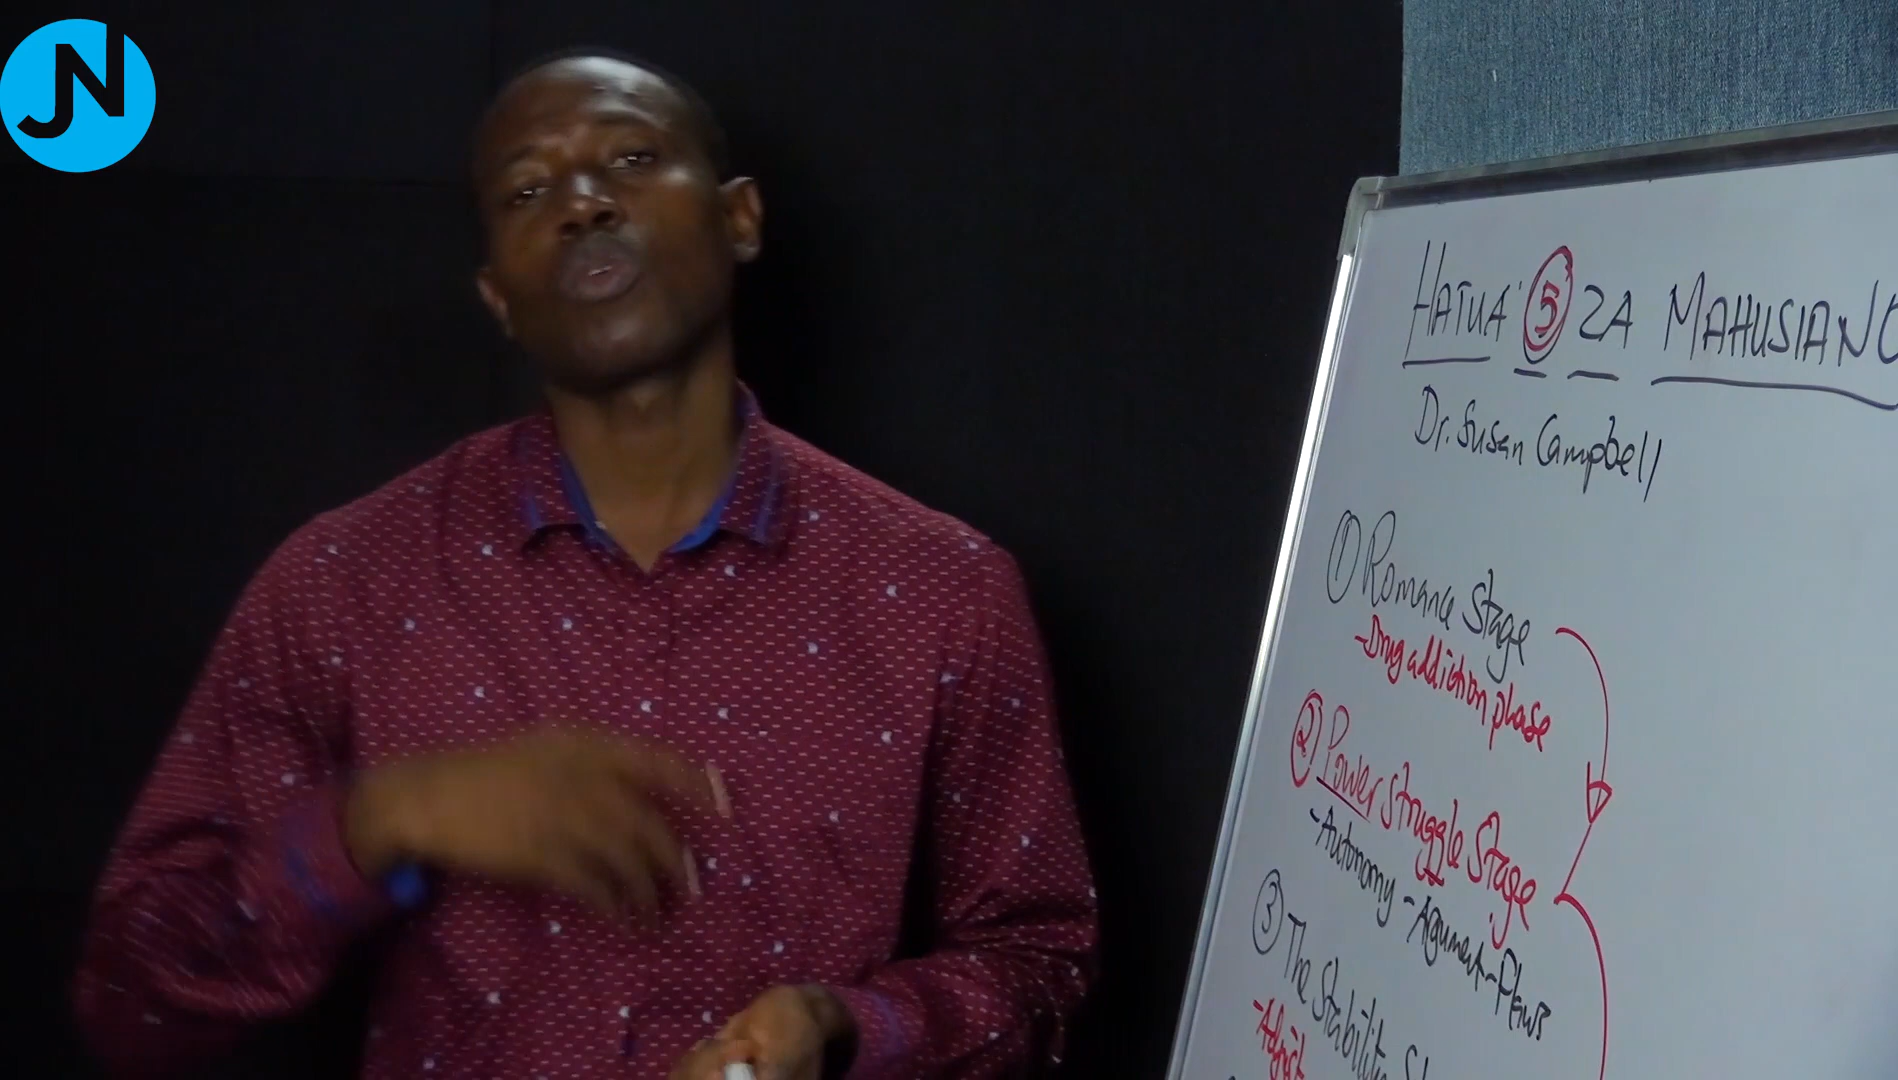 JN
HATUA 5 ZA MAHUSIANO
Dr. Susan Campbell
① Romance Stage
- Drug addiction phase
② Power Struggle Stage
- Autonomy - Argument - Flaws
③ The Stability